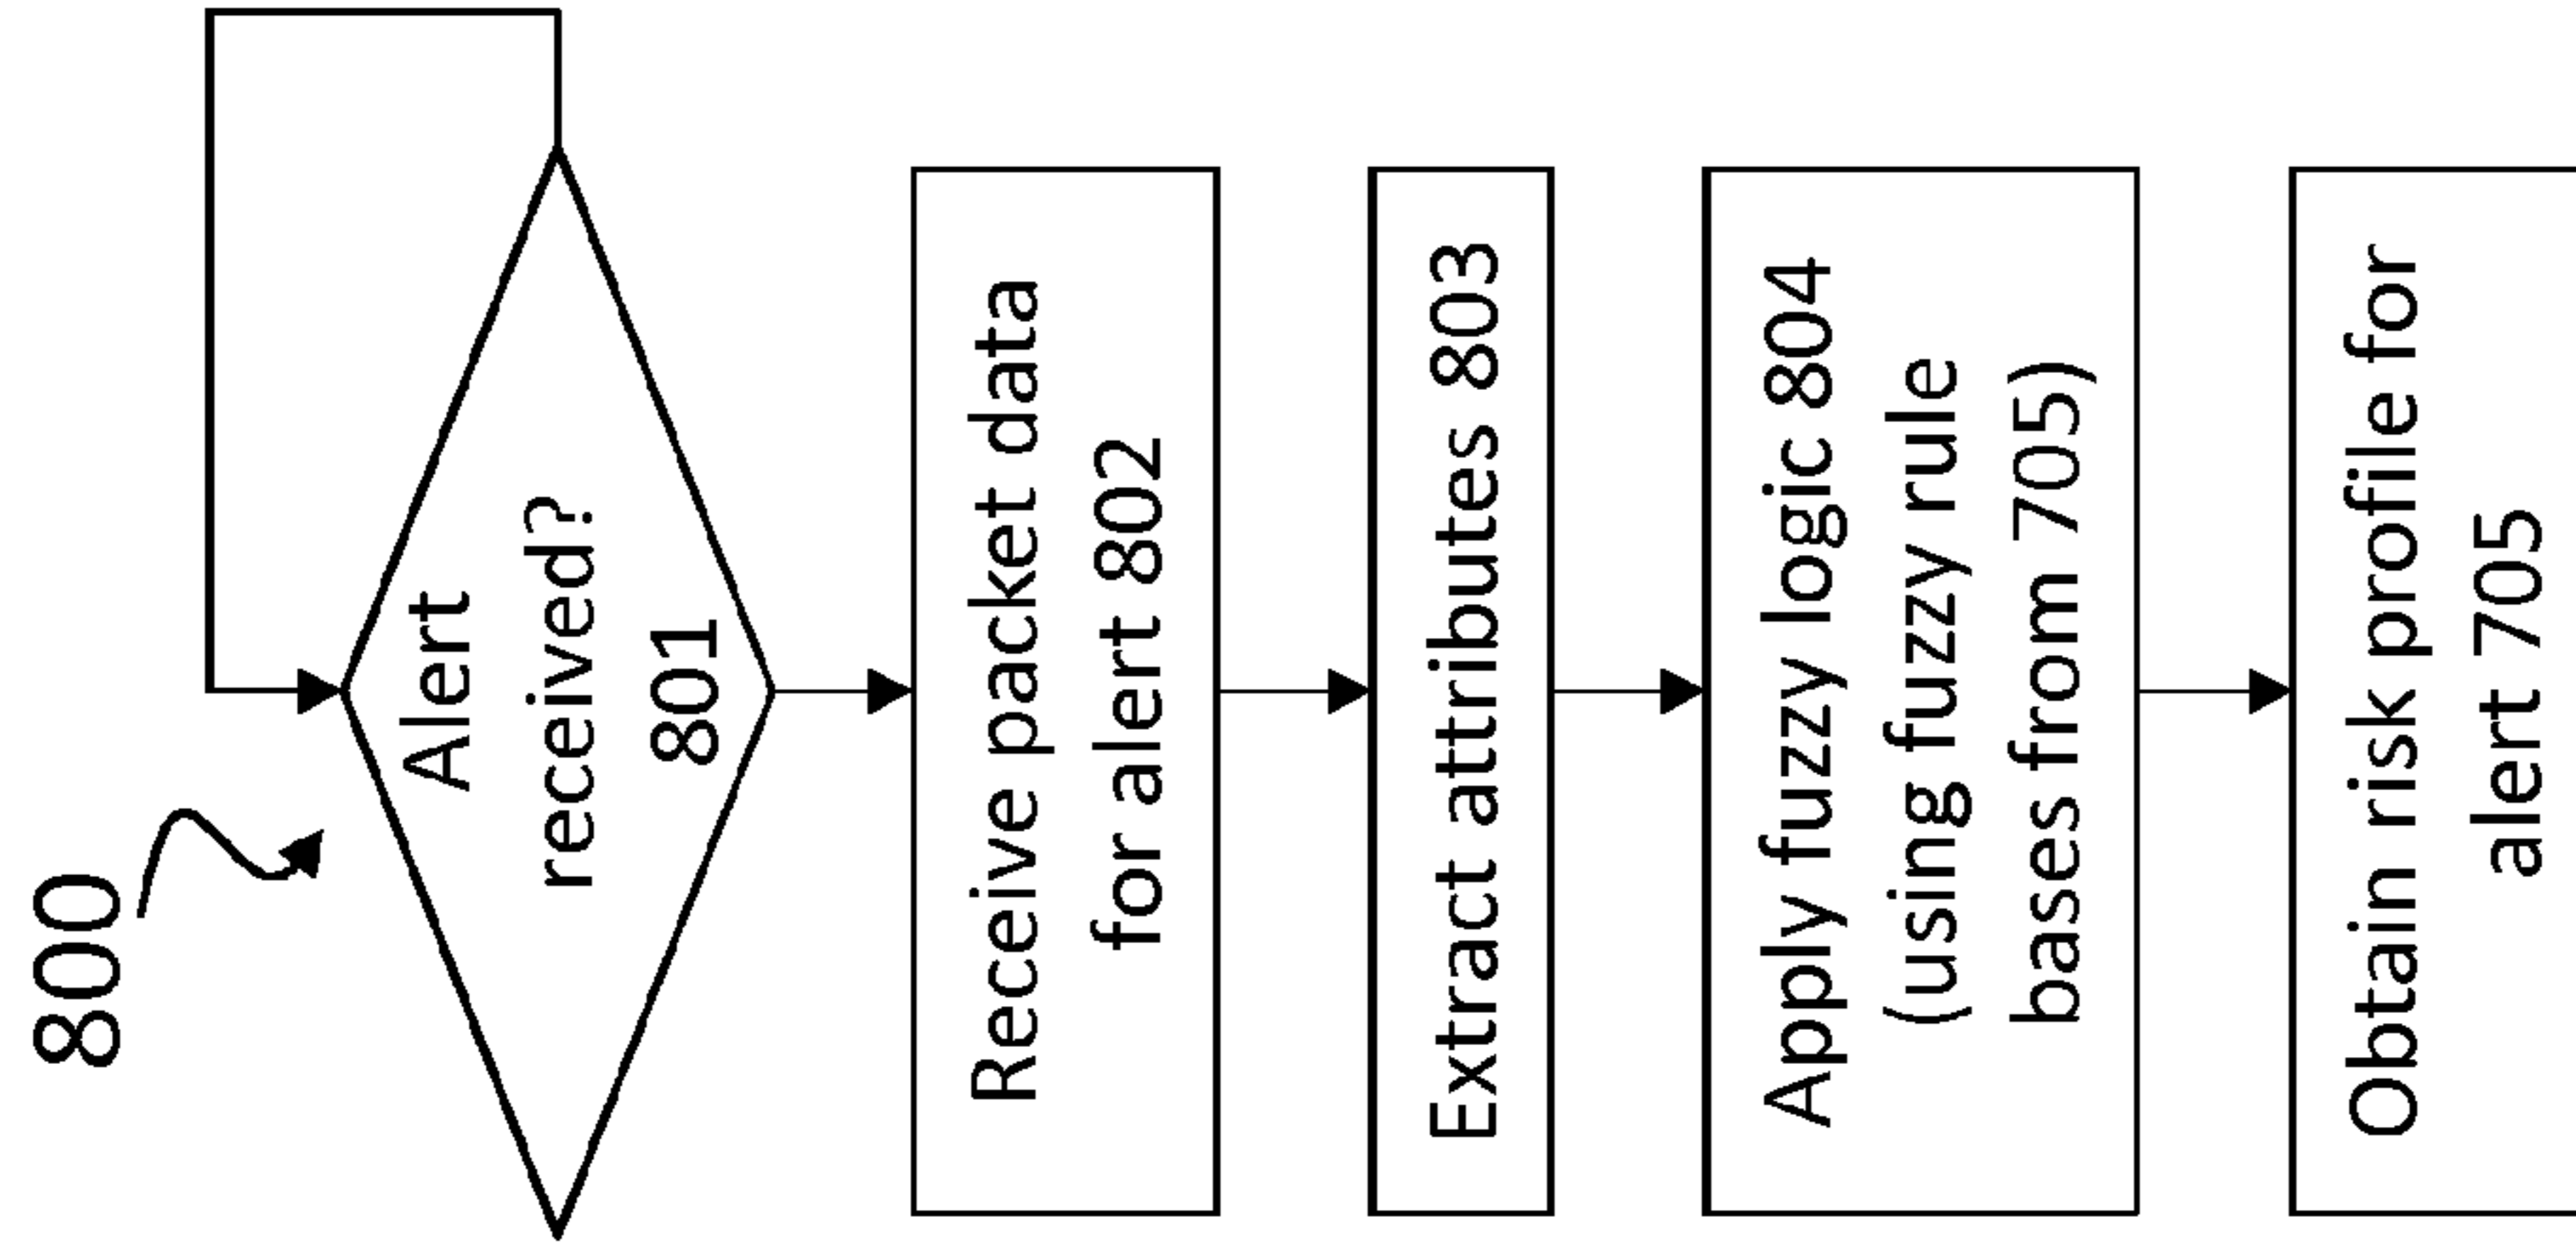 800
Alert
received?
801
Receive packet data
for alert 802
Extract attributes 803
Apply fuzzy logic 804
(using fuzzy rule
bases from 705)
Obtain risk profile for
alert 705